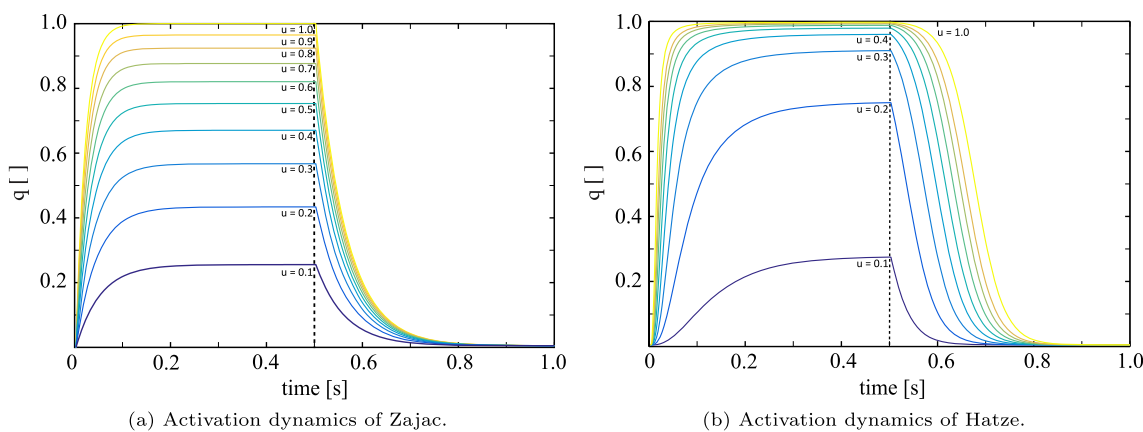 1.0
0.8
0.6
0.4
0.2
q [ ]
u = 1.0
u = 0.9
u = 0.8
u = 0.7
u = 0.6
u = 0.5
u = 0.4
u = 0.3
u = 0.2
u = 0.1
0 0.2 0.4 0.6 0.8 1.0
time [s]
(a) Activation dynamics of Zajac.
1.0
0.8
0.6
0.4
0.2
q [ ]
u = 1.0
u = 0.4
u = 0.3
u = 0.2
u = 0.1
0 0.2 0.4 0.6 0.8 1.0
time [s]
(b) Activation dynamics of Hatze.